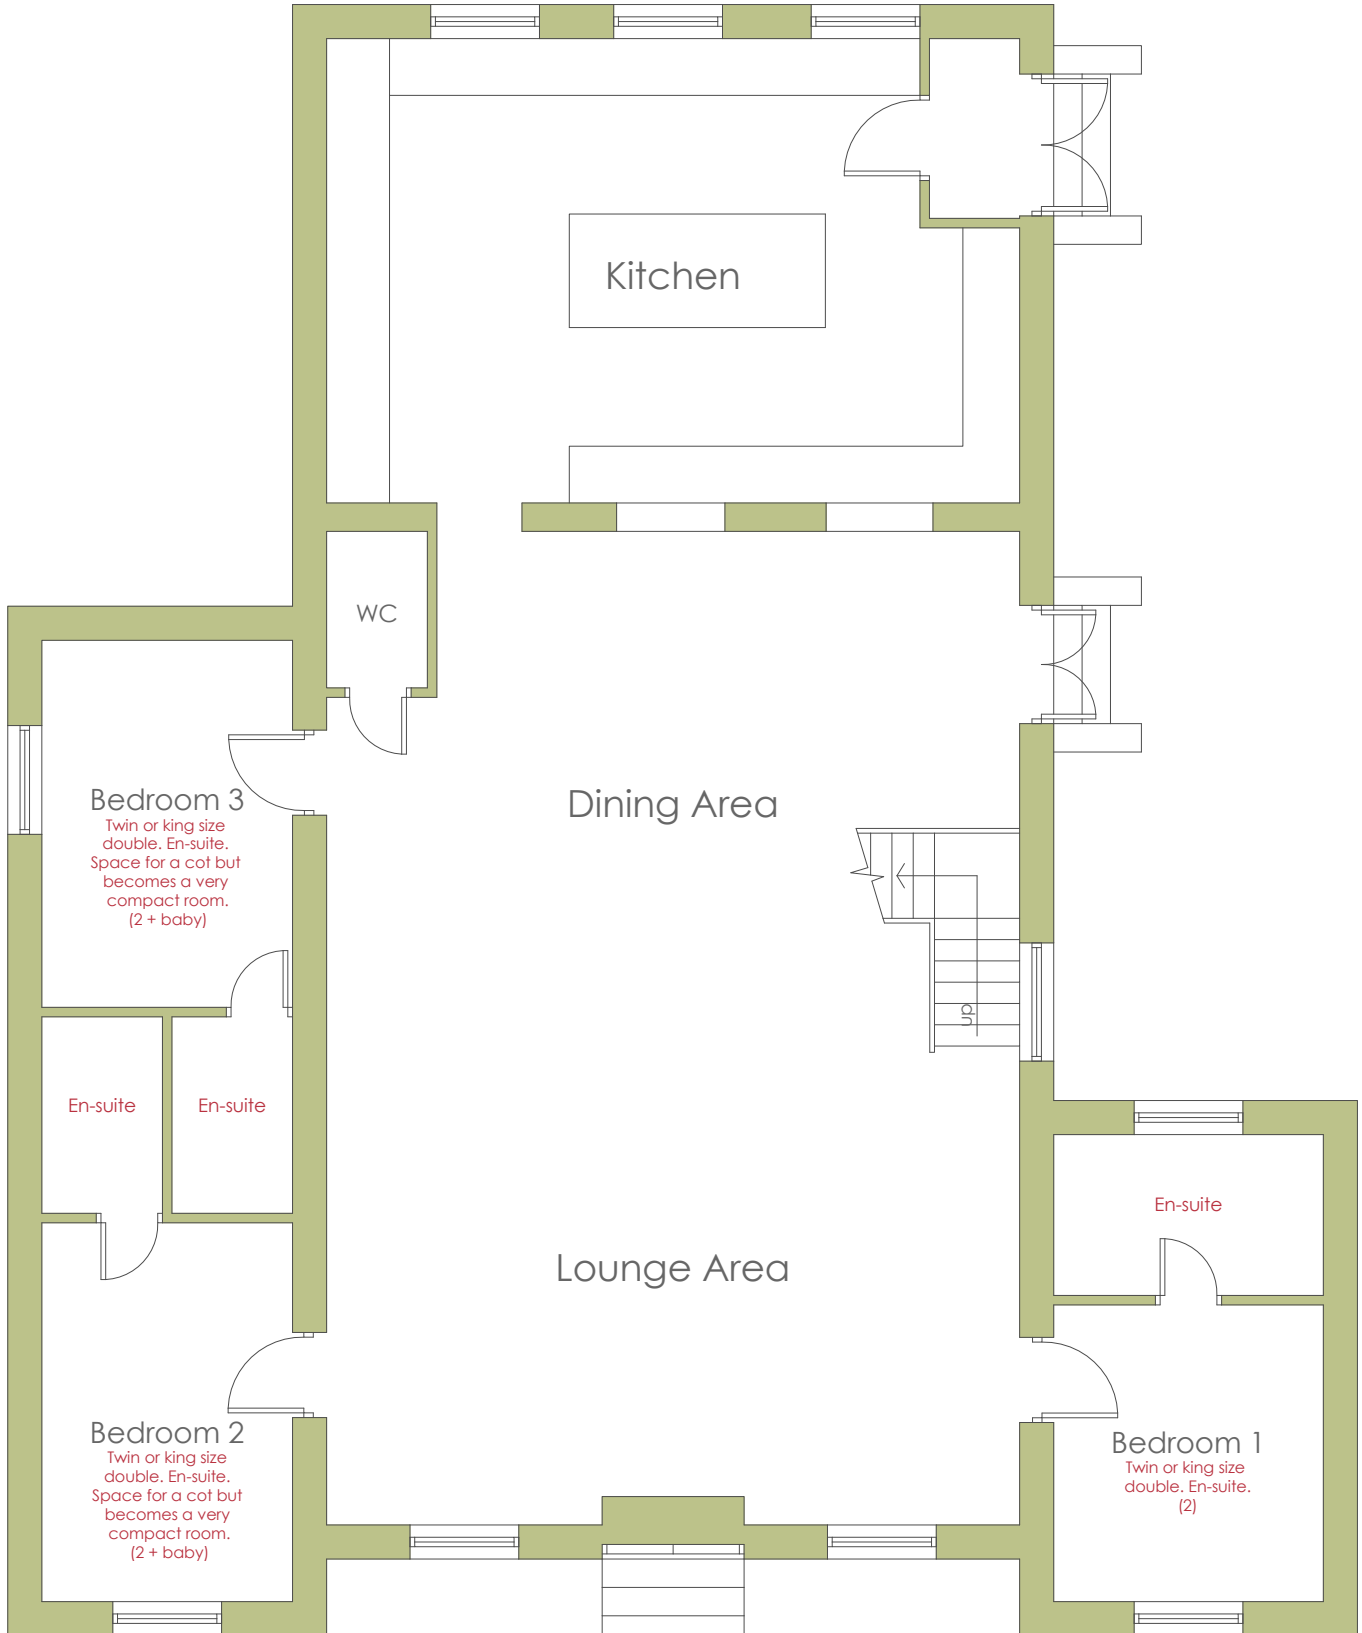 Kitchen
WC
Dining Area
Bedroom 3
Twin or king size
double. En-suite.
Space for a cot but
becomes a very
compact room.
(2 + baby)
up
En-suite
En-suite
En-suite
Lounge Area
Bedroom 2
Twin or king size
double. En-suite.
Space for a cot but
becomes a very
compact room.
(2 + baby)
Bedroom 1
Twin or king size
double. En-suite.
(2)